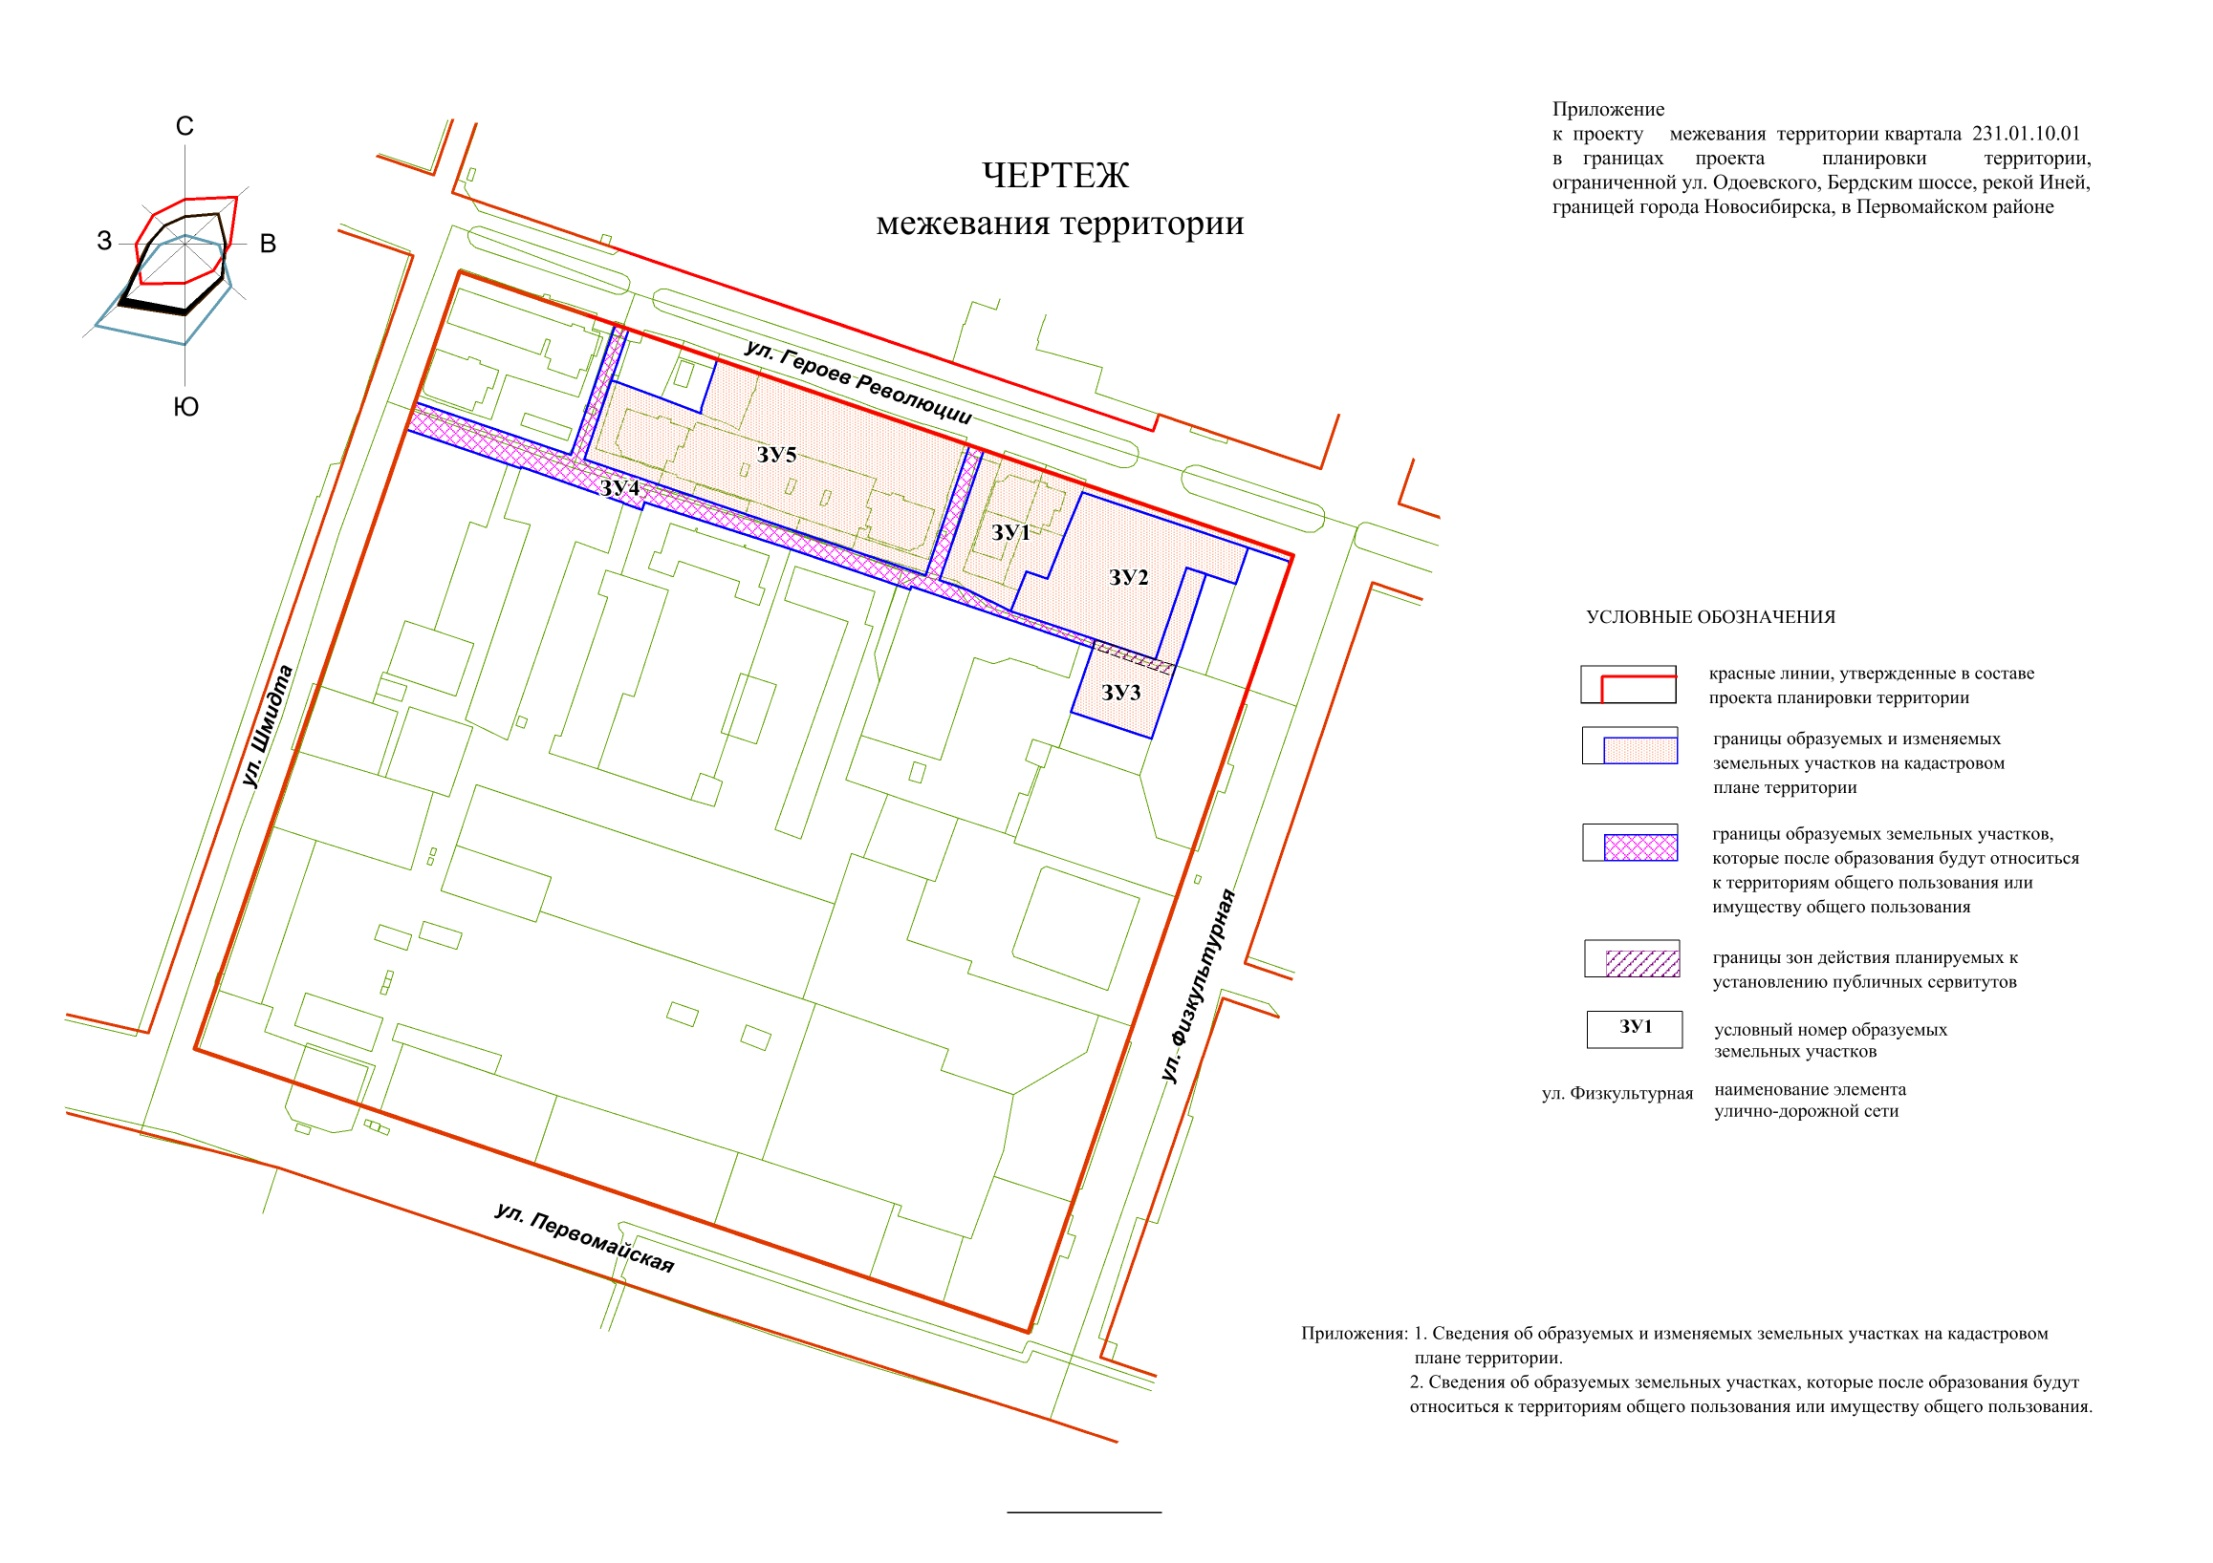 Приложение
к проекту межевания территории квартала 231.01.10.01
в границах проекта планировки территории,
ограниченной ул. Одоевского, Бердским шоссе, рекой Иней,
границей города Новосибирска, в Первомайском районе
ЧЕРТЕЖ
межевания территории
С
З
В
Ю
ул. Героев Революции
ЗУ5
ЗУ4
ЗУ1
ЗУ2
ЗУ3
ул. Шмидта
ул. Физкультурная
ул. Первомайская
УСЛОВНЫЕ ОБОЗНАЧЕНИЯ
красные линии, утвержденные в составе
проекта планировки территории
границы образуемых и изменяемых
земельных участков на кадастровом
плане территории
границы образуемых земельных участков,
которые после образования будут относиться
к территориям общего пользования или
имуществу общего пользования
границы зон действия планируемых к
установлению публичных сервитутов
ЗУ1
условный номер образуемых
земельных участков
ул. Физкультурная
наименование элемента
улично-дорожной сети
Приложения: 1. Сведения об образуемых и изменяемых земельных участках на кадастровом
плане территории.
2. Сведения об образуемых земельных участках, которые после образования будут
относиться к территориям общего пользования или имуществу общего пользования.